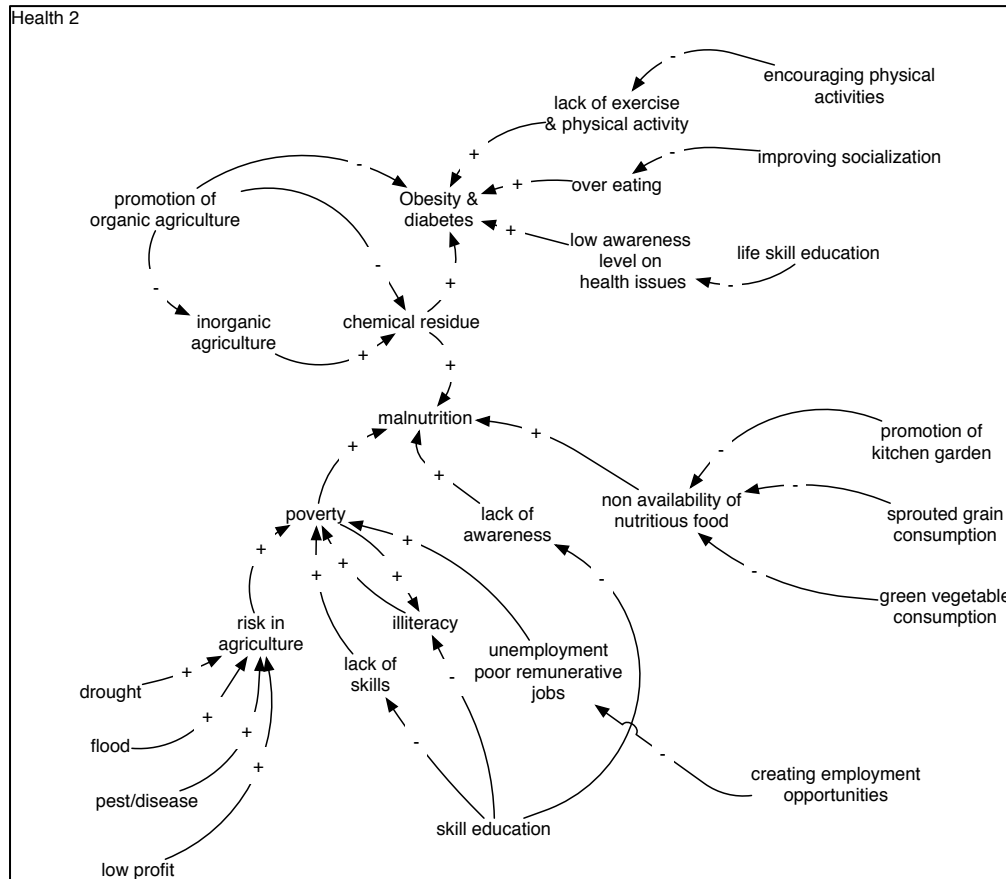 Health 2
encouraging physical
activities
lack of exercise
& physical activity
improving socialization
over eating
Obesity &
diabetes
promotion of
organic agriculture
low awareness
level on
health issues
life skill education
inorganic
agriculture
chemical residue
malnutrition
promotion of
kitchen garden
non availability of
nutritious food
sprouted grain
consumption
green vegetable
consumption
poverty
lack of
awareness
risk in
agriculture
illiteracy
unemployment
poor remunerative
jobs
lack of
skills
drought
flood
pest/disease
low profit
skill education
creating employment
opportunities
-
+
-
+
-
+
-
-
-
-
+
+
+
+
+
+
-
-
-
+
+
+
+
+
+
+
+
+
-
-
-
-